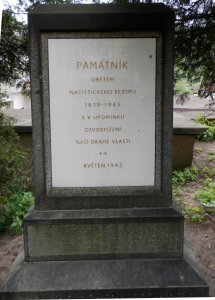 PAMÁTNÍK
OBĚTEM
NACISTICKÉHO REŽIMU
1939-1945
A V UPOMÍNKU
OSVOBOZENÍ
NAŠÍ DRAHÉ VLASTI
++
KVĚTEN 1945